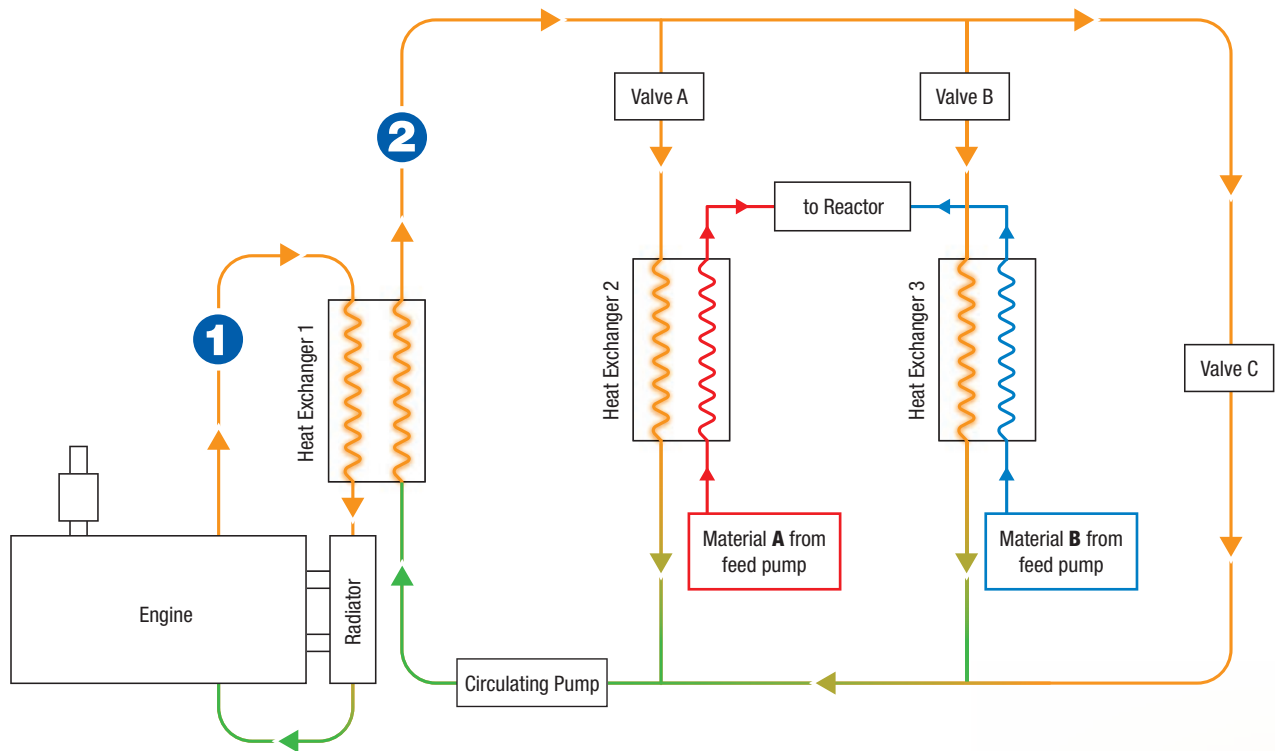 Valve A
Valve B
2
to Reactor
Heat Exchanger 1
Heat Exchanger 2
Heat Exchanger 3
1
Valve C
Material A from
feed pump
Material B from
feed pump
Engine
Radiator
Circulating Pump